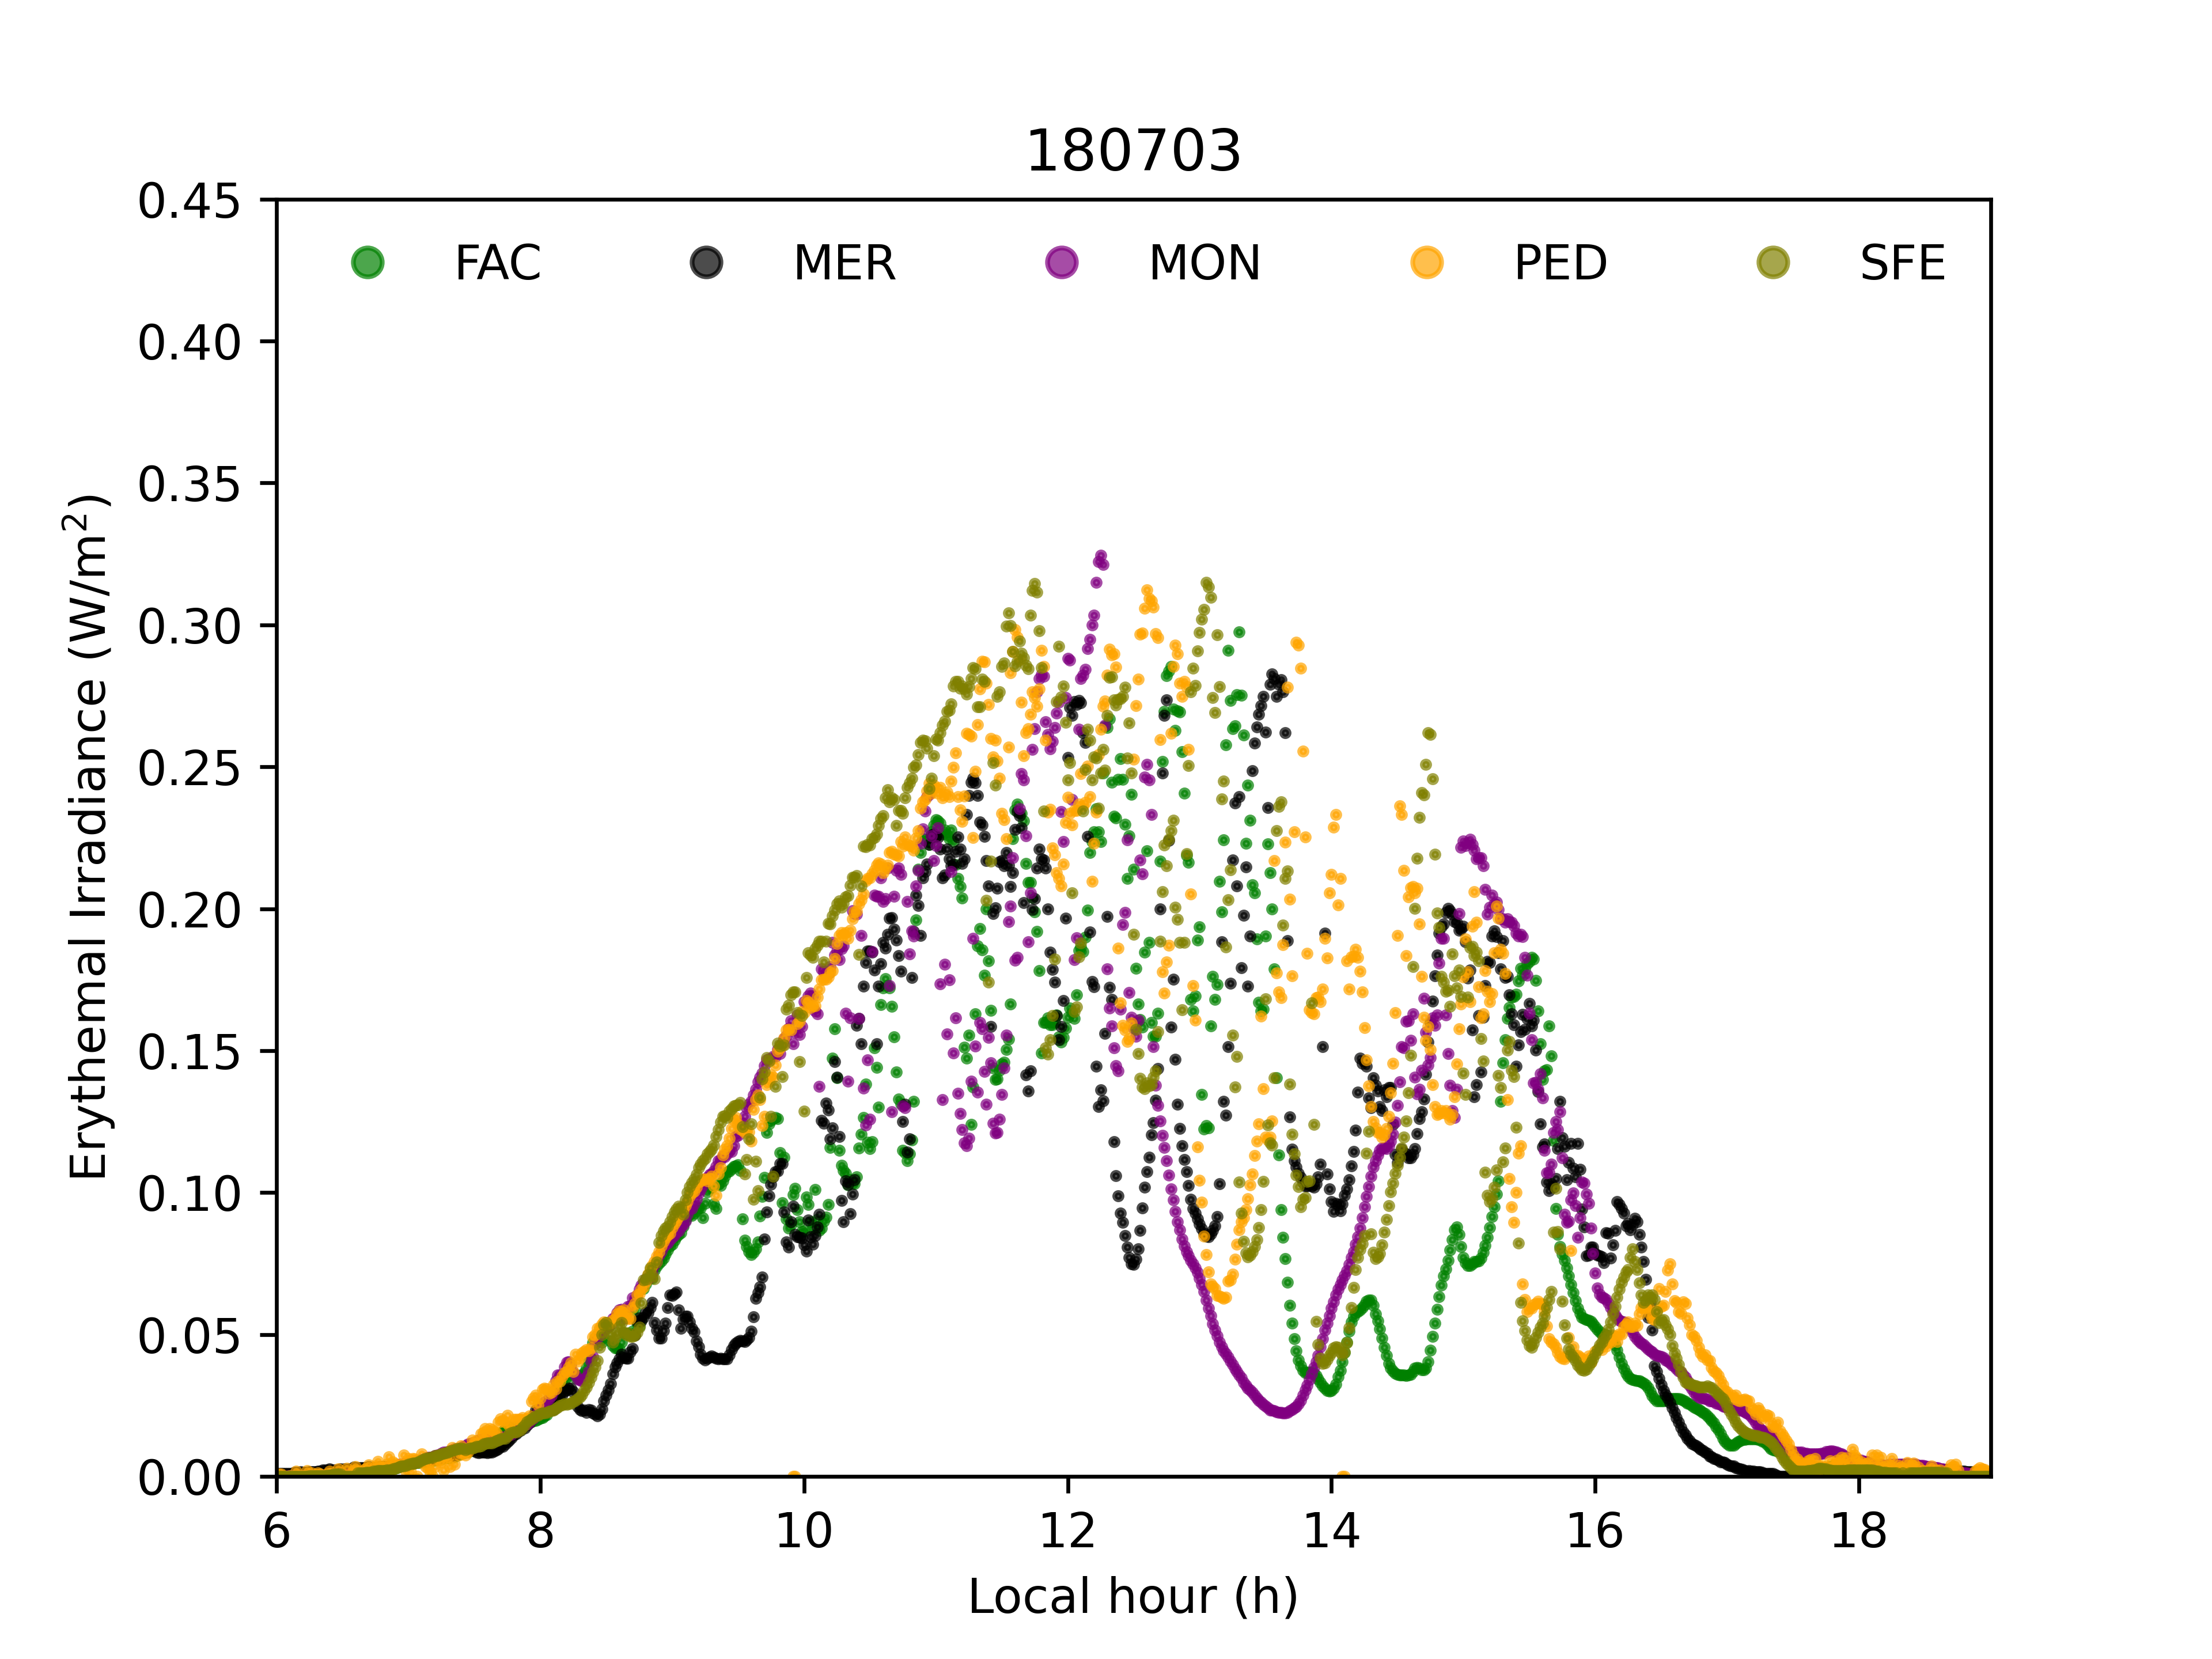 180703
0.45
FAC MER MON PED SFE
0.40
0.35
0.30
0.25
0.20
0.15
0.10
0.05
0.00
Erythemal Irradiance (W/m²)
6 8 10 12 14 16 18
Local hour (h)